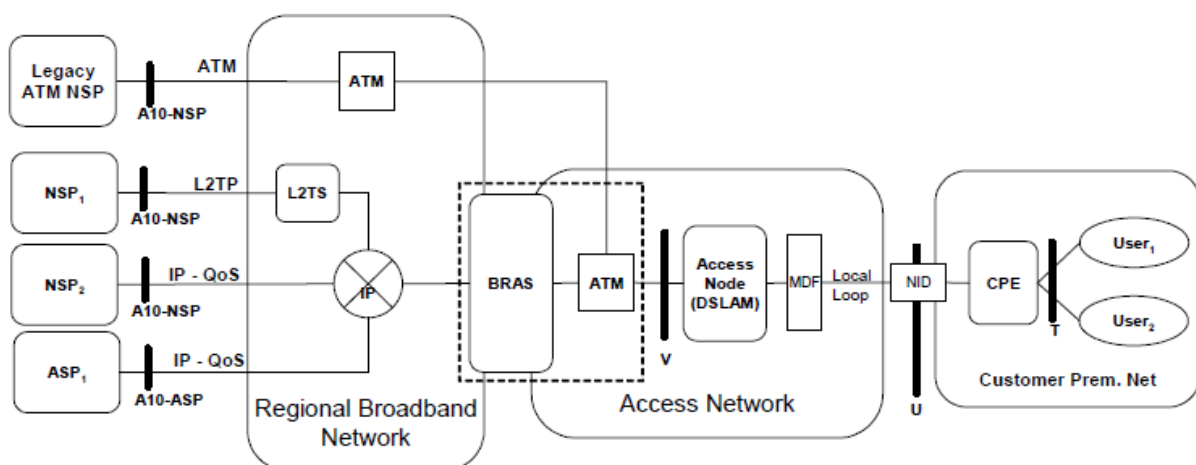 Legacy
ATM NSP
A10-NSP
ATM
ATM
NSP1
A10-NSP
L2TP
L2TS
NSP2
A10-NSP
IP - QoS
IP
ASP1
A10-ASP
IP - QoS
Regional Broadband
Network
BRAS
ATM
V
Access
Node
(DSLAM)
MDF
Local
Loop
Access Network
NID
U
CPE
T
User1
User2
Customer Prem. Net